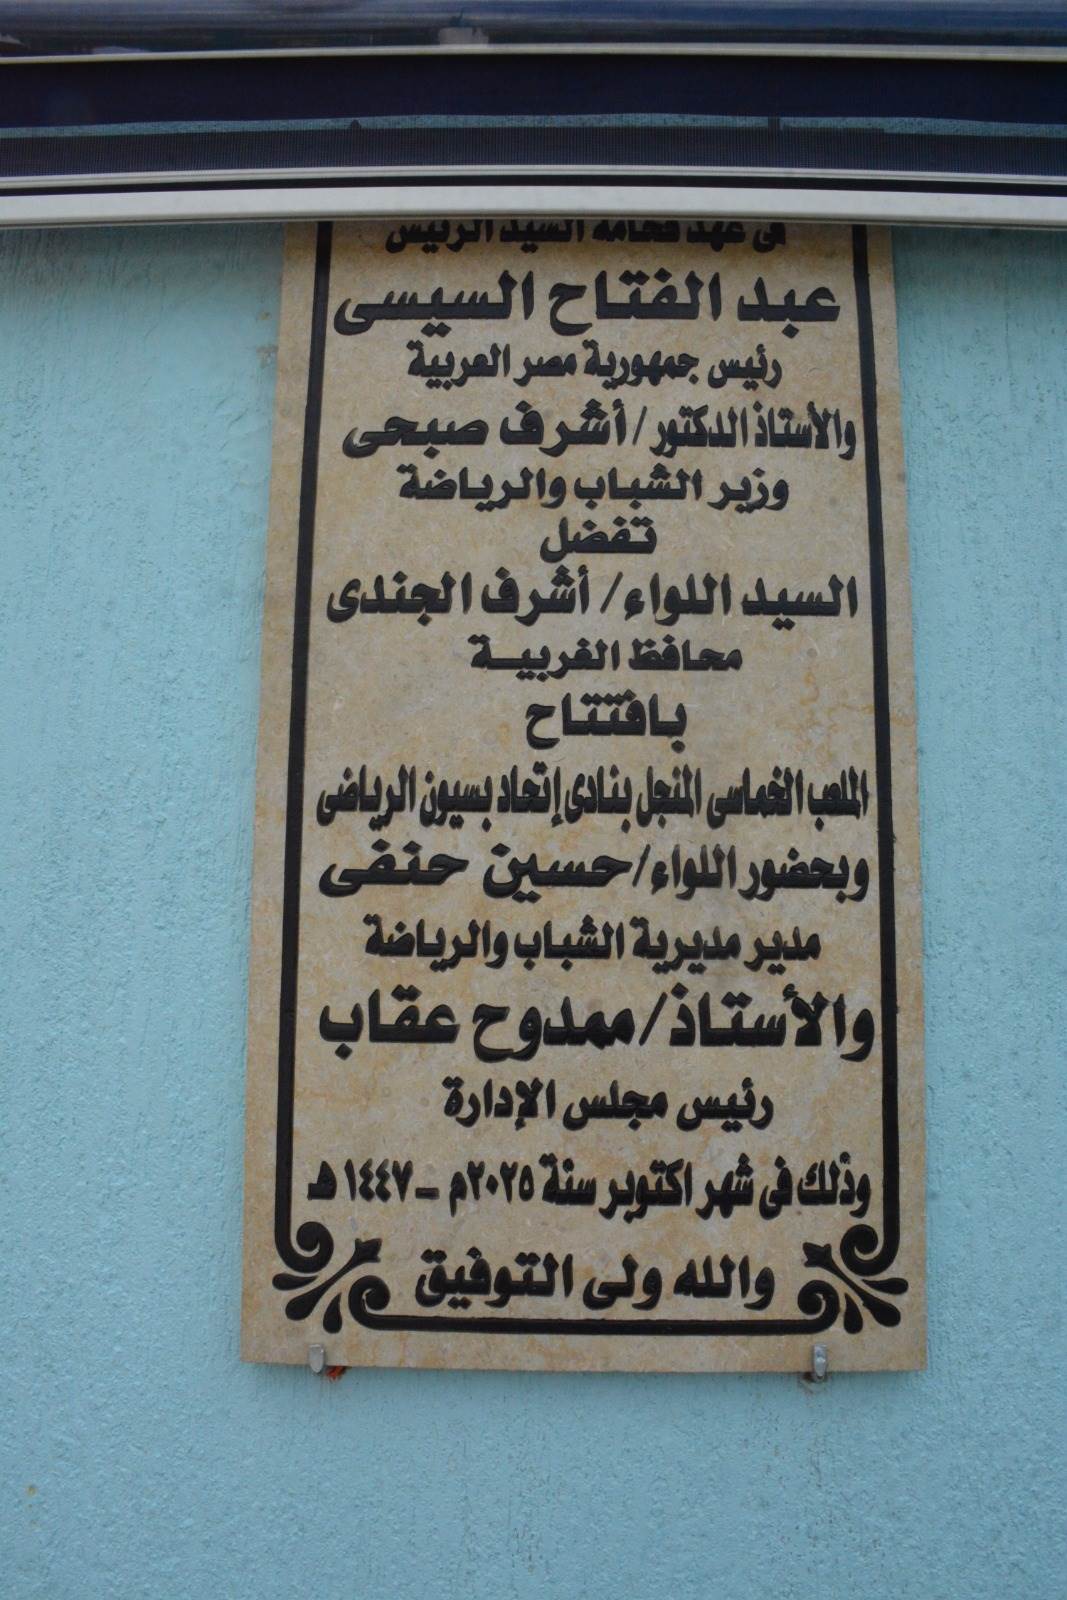 فى عهد فخامة السيد الرئيس
عبد الفتاح السيسى
رئيس جمهورية مصر العربية
والأستاذ الدكتور / أشرف صبحى
وزير الشباب والرياضة
تفضل
السيد اللواء / أشرف الجندى
محافظ الغربيـة
بافتتاح
الملعب الخماسى المنجل بنادى إتحاد بسيون الرياضى
وبحضور اللواء / حسين حنفى
مدير مديرية الشباب والرياضة
والأستاذ / ممدوح عقاب
رئيس مجلس الإدارة
وذلك فى شهر اكتوبر سنة ٢٠٢٥م - ١٤٤٧ هـ
والله ولى التوفيق